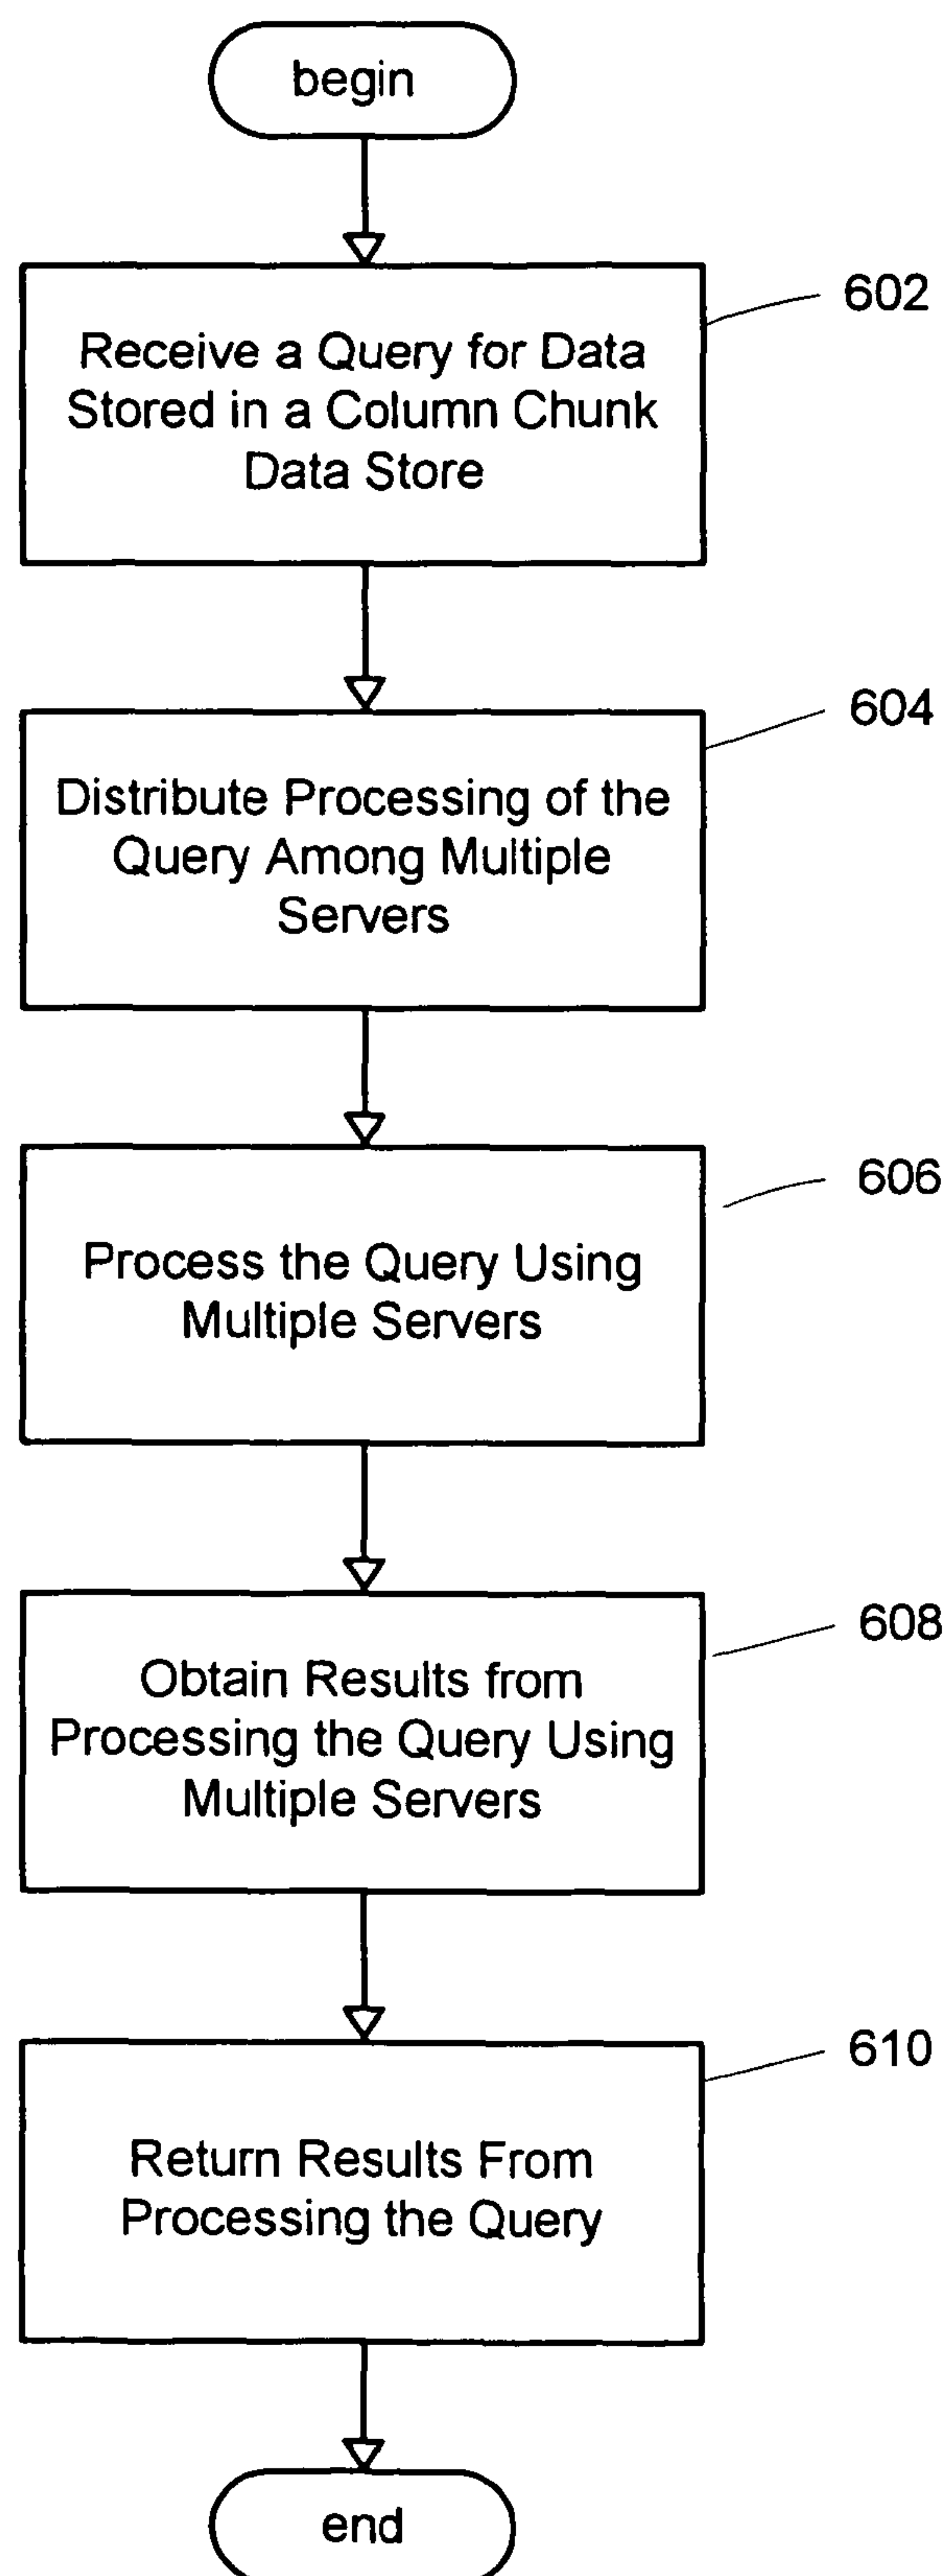 begin
602
Receive a Query for Data
Stored in a Column Chunk
Data Store
604
Distribute Processing of the
Query Among Multiple
Servers
606
Process the Query Using
Multiple Servers
608
Obtain Results from
Processing the Query Using
Multiple Servers
610
Return Results From
Processing the Query
end